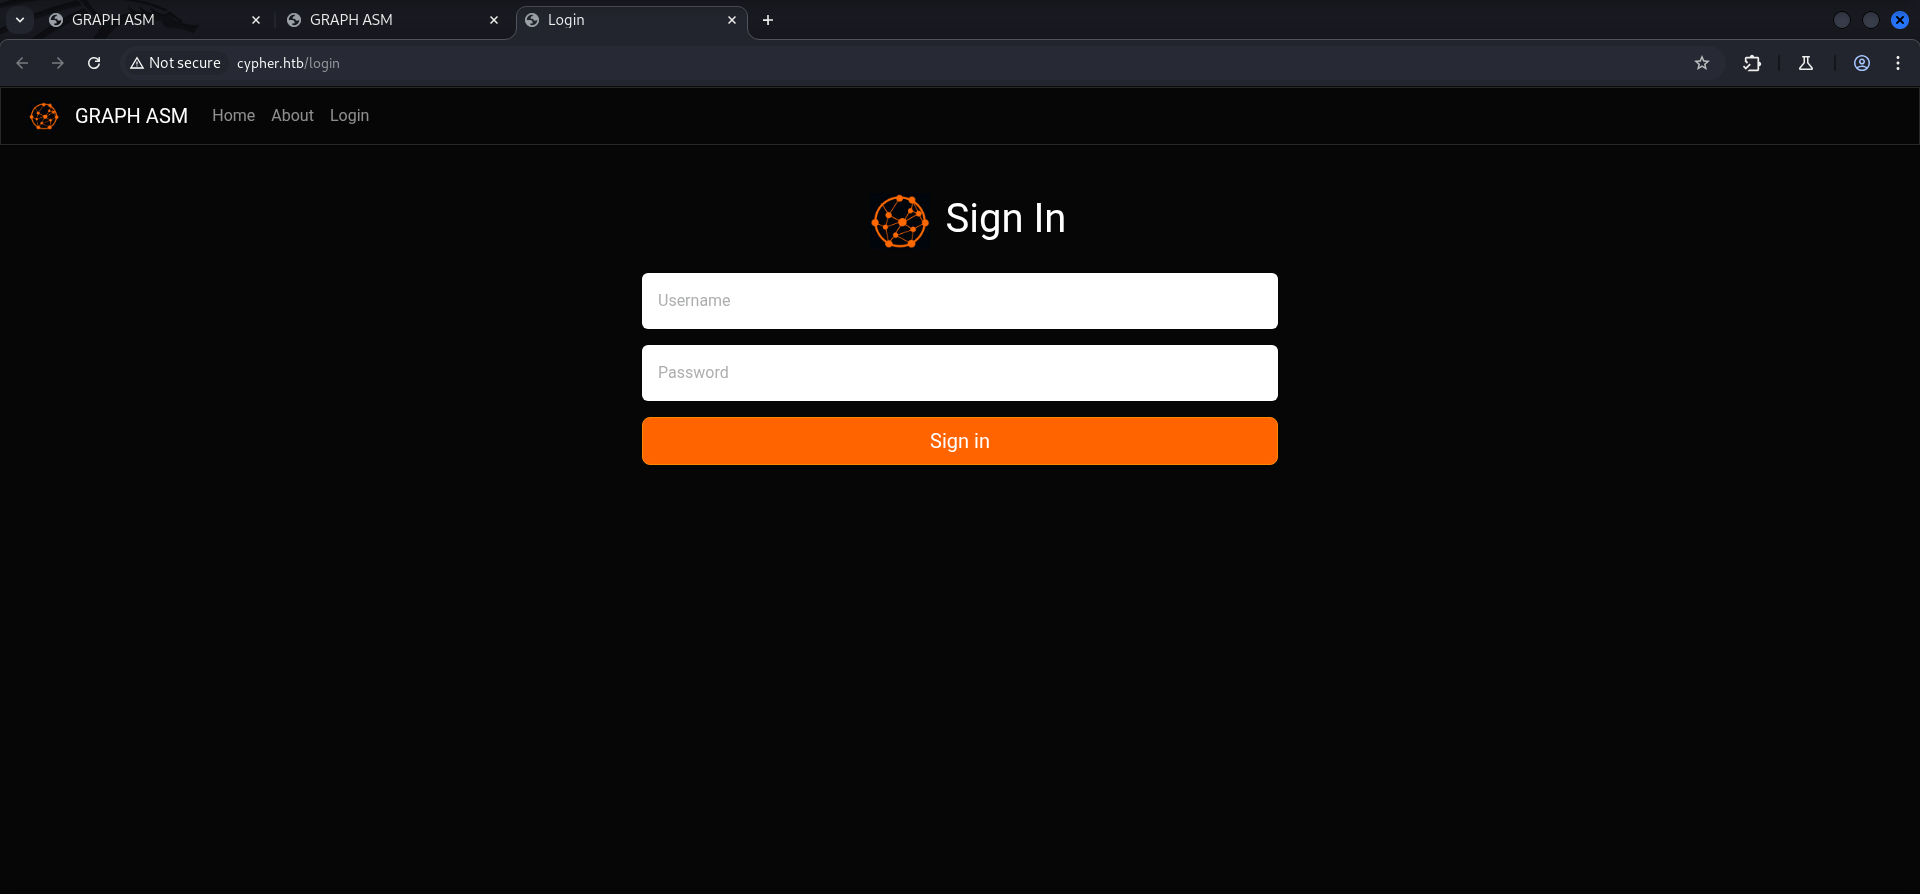 GRAPH ASM GRAPH ASM Login
Not secure cypher.htb/login
GRAPH ASM Home About Login
Sign In
Username
Password
Sign in